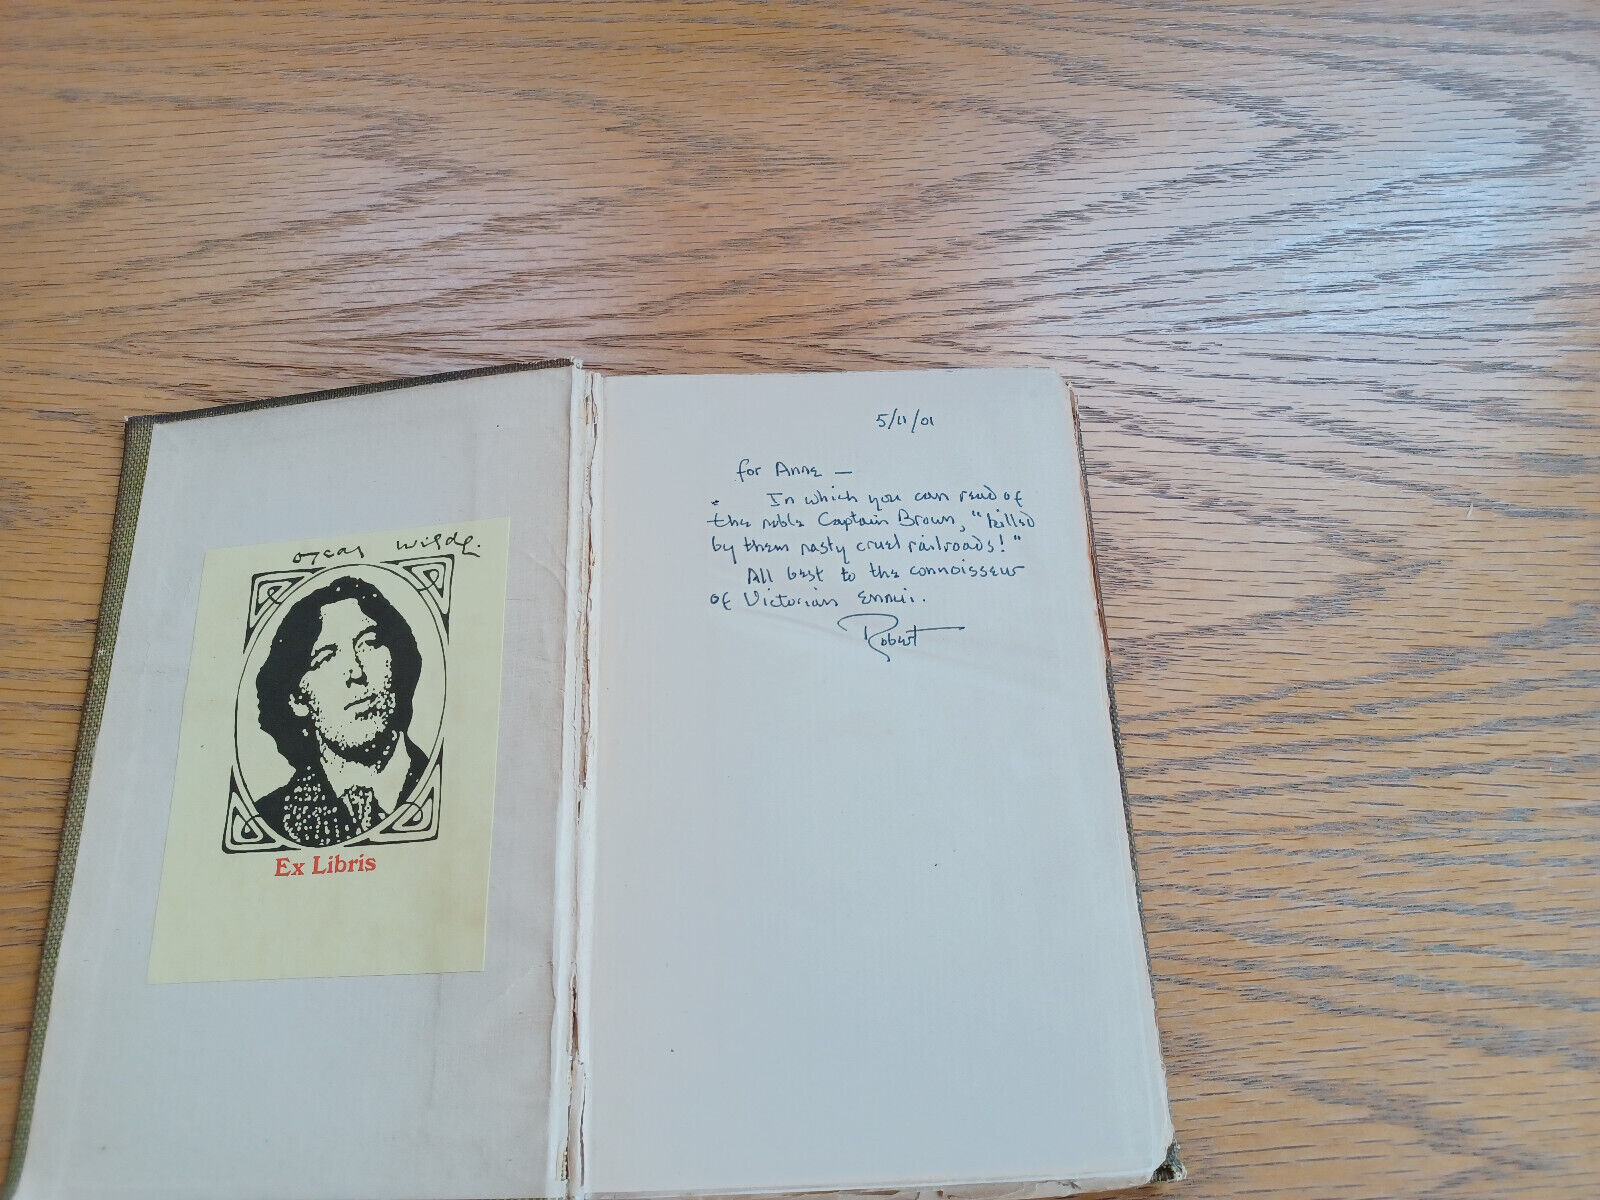 Oscar Wilde.
Ex Libris
5/11/01
for Anne —
In which you can read of
the noble Captain Brown, "killed
by them nasty cruel railroads!"
All best to the connoisseur
of Victorian ennui.
Robert